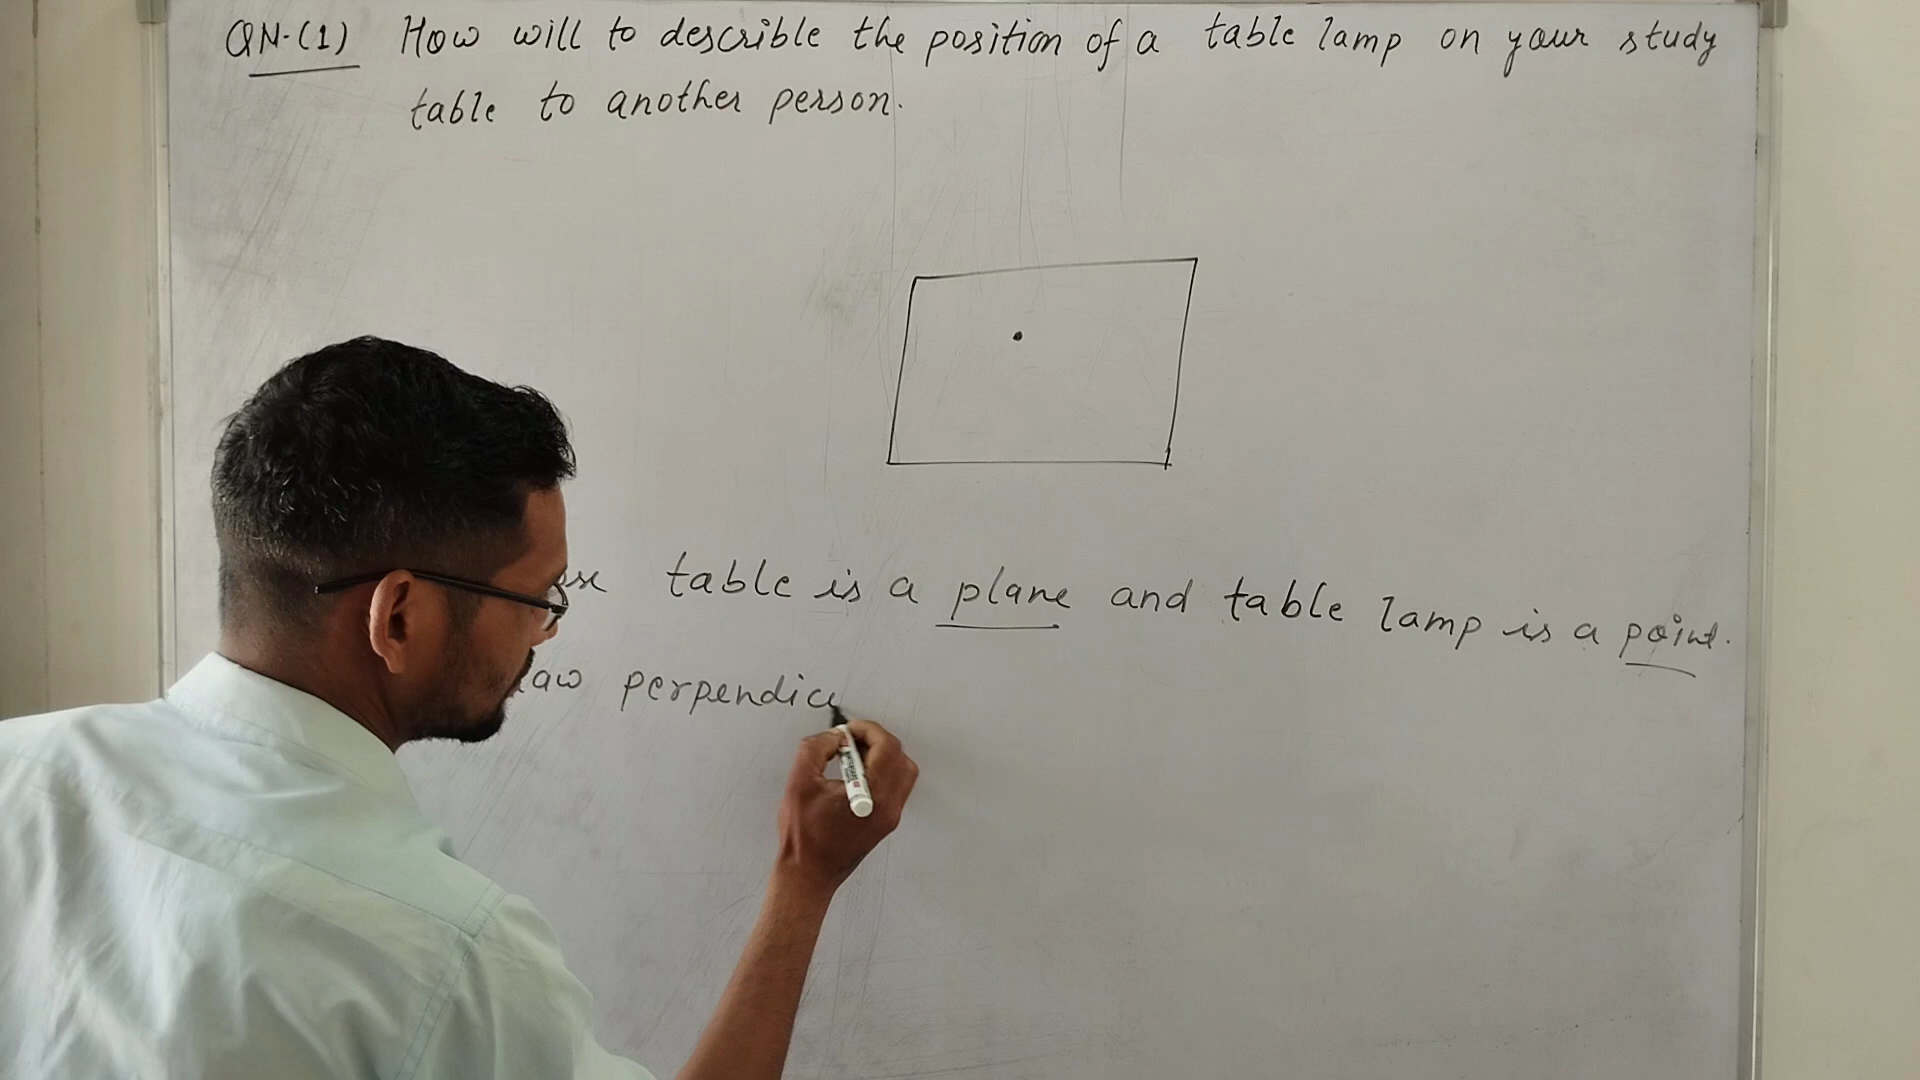 QN.(1) How will to describle the position of a table lamp on your study
table to another person.
table is a plane and table lamp is a point.
perpendicu